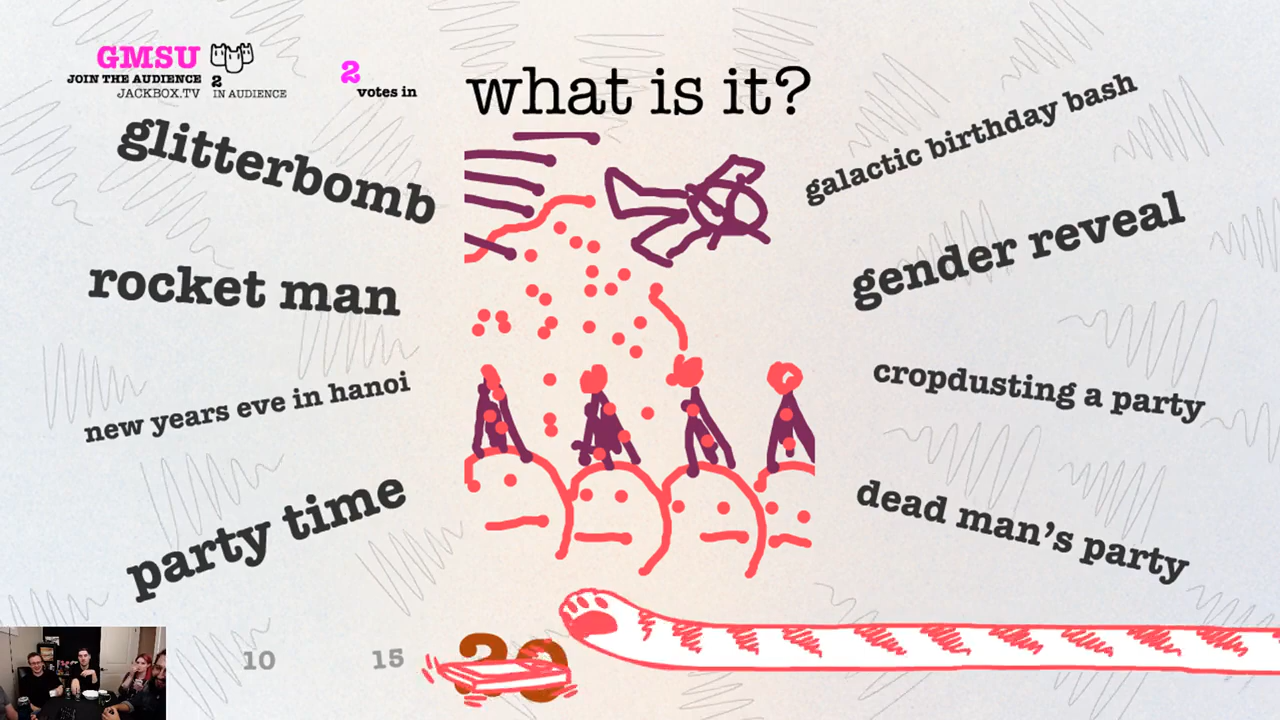 GMSU
JOIN THE AUDIENCE
JACKBOX.TV
2
IN AUDIENCE
2
votes in
what is it?
glitterbomb
rocket man
new years eve in hanoi
party time
galactic birthday bash
gender reveal
cropdusting a party
dead man's party
10
15
20